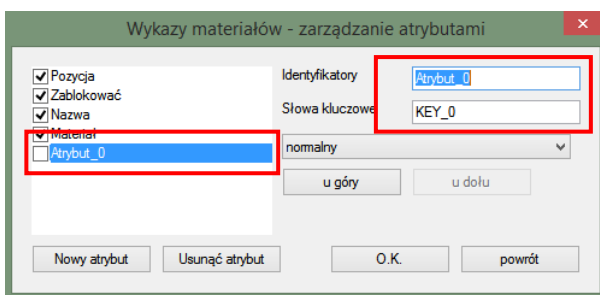 Wykazy materiałów - zarządzanie atrybutami
Pozycja
Zablokować
Nazwa
Materiał
Atrybut_0
Identyfikatory
Atrybut_0
Słowa kluczowe
KEY_0
normalny
u góry
u dołu
Nowy atrybut
Usunąć atrybut
O.K.
powrót